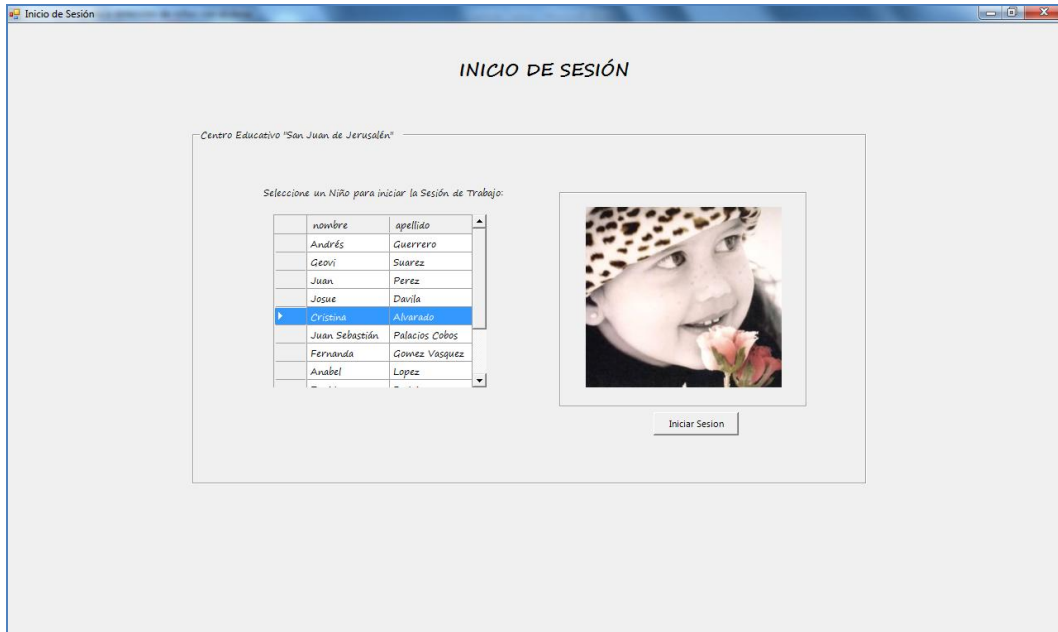 Inicio de Sesión
INICIO DE SESIÓN
Centro Educativo "San Juan de Jerusalén"
Seleccione un Niño para iniciar la Sesión de Trabajo:
nombre apellido
Andrés Guerrero
Geovi Suarez
Juan Perez
Josue Davila
Cristina Alvarado
Juan Sebastián Palacios Cobos
Fernanda Gomez Vasquez
Anabel Lopez
Iniciar Sesion